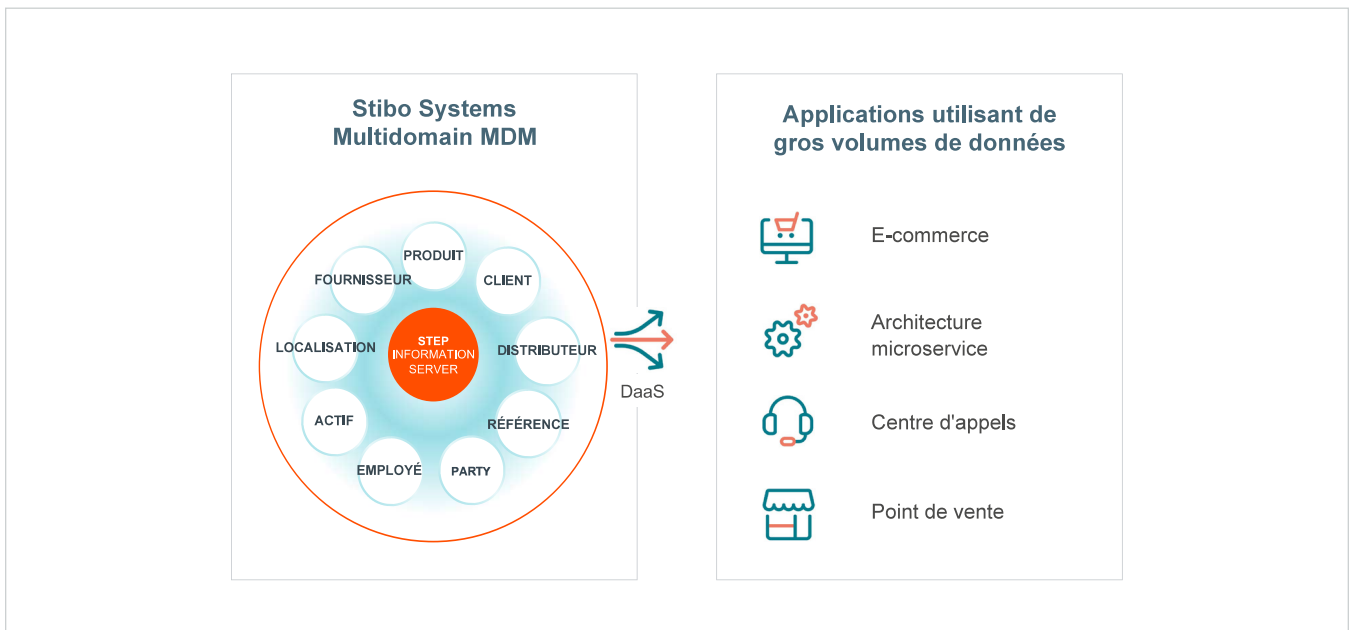 Stibo Systems
Multidomain MDM
PRODUIT
FOURNISSEUR
CLIENT
LOCALISATION
STEP
INFORMATION
SERVER
DISTRIBUTEUR
ACTIF
RÉFÉRENCE
EMPLOYÉ
PARTY
DaaS
Applications utilisant de
gros volumes de données
E-commerce
Architecture
microservice
Centre d'appels
Point de vente